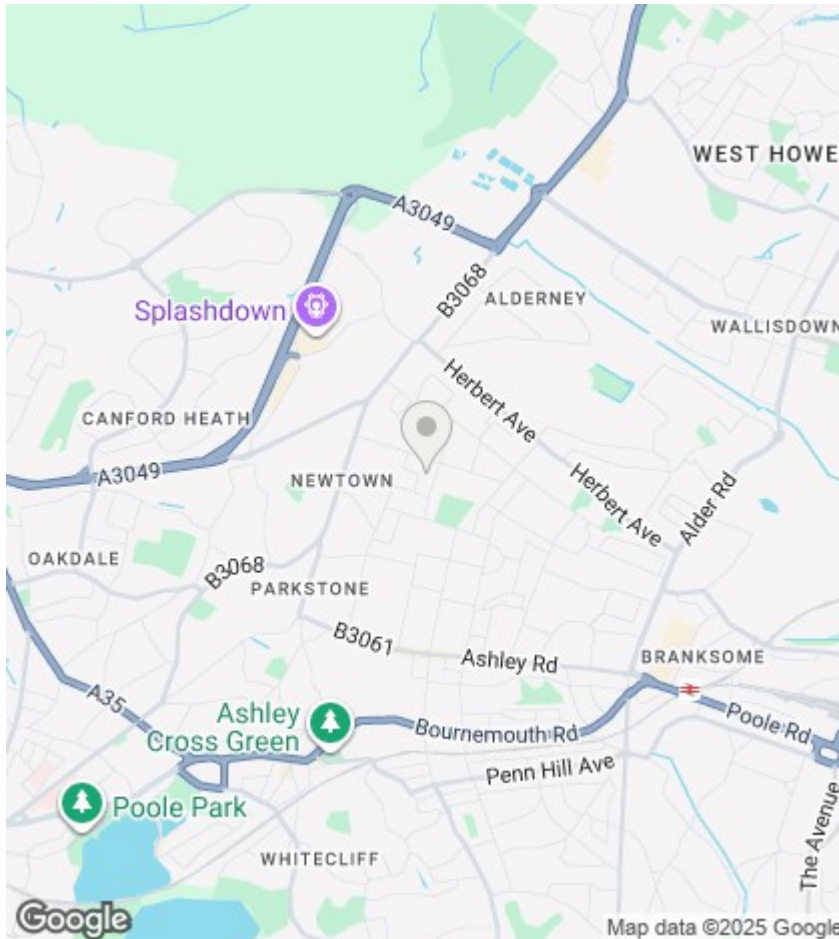 WEST HOWE
A3049
B3068
ALDERNEY
Splashdown
WALLISDOWN
Herbert Ave
CANFORD HEATH
A3049
NEWTOWN
Herbert Ave
Alder Rd
OAKDALE
B3068
PARKSTONE
B3061
Ashley Rd
BRANKSOME
A35
Ashley
Cross Green
Bournemouth Rd
Poole Rd
Penn Hill Ave
Poole Park
WHITECLIFF
The Avenue
Google
Map data ©2025 Google